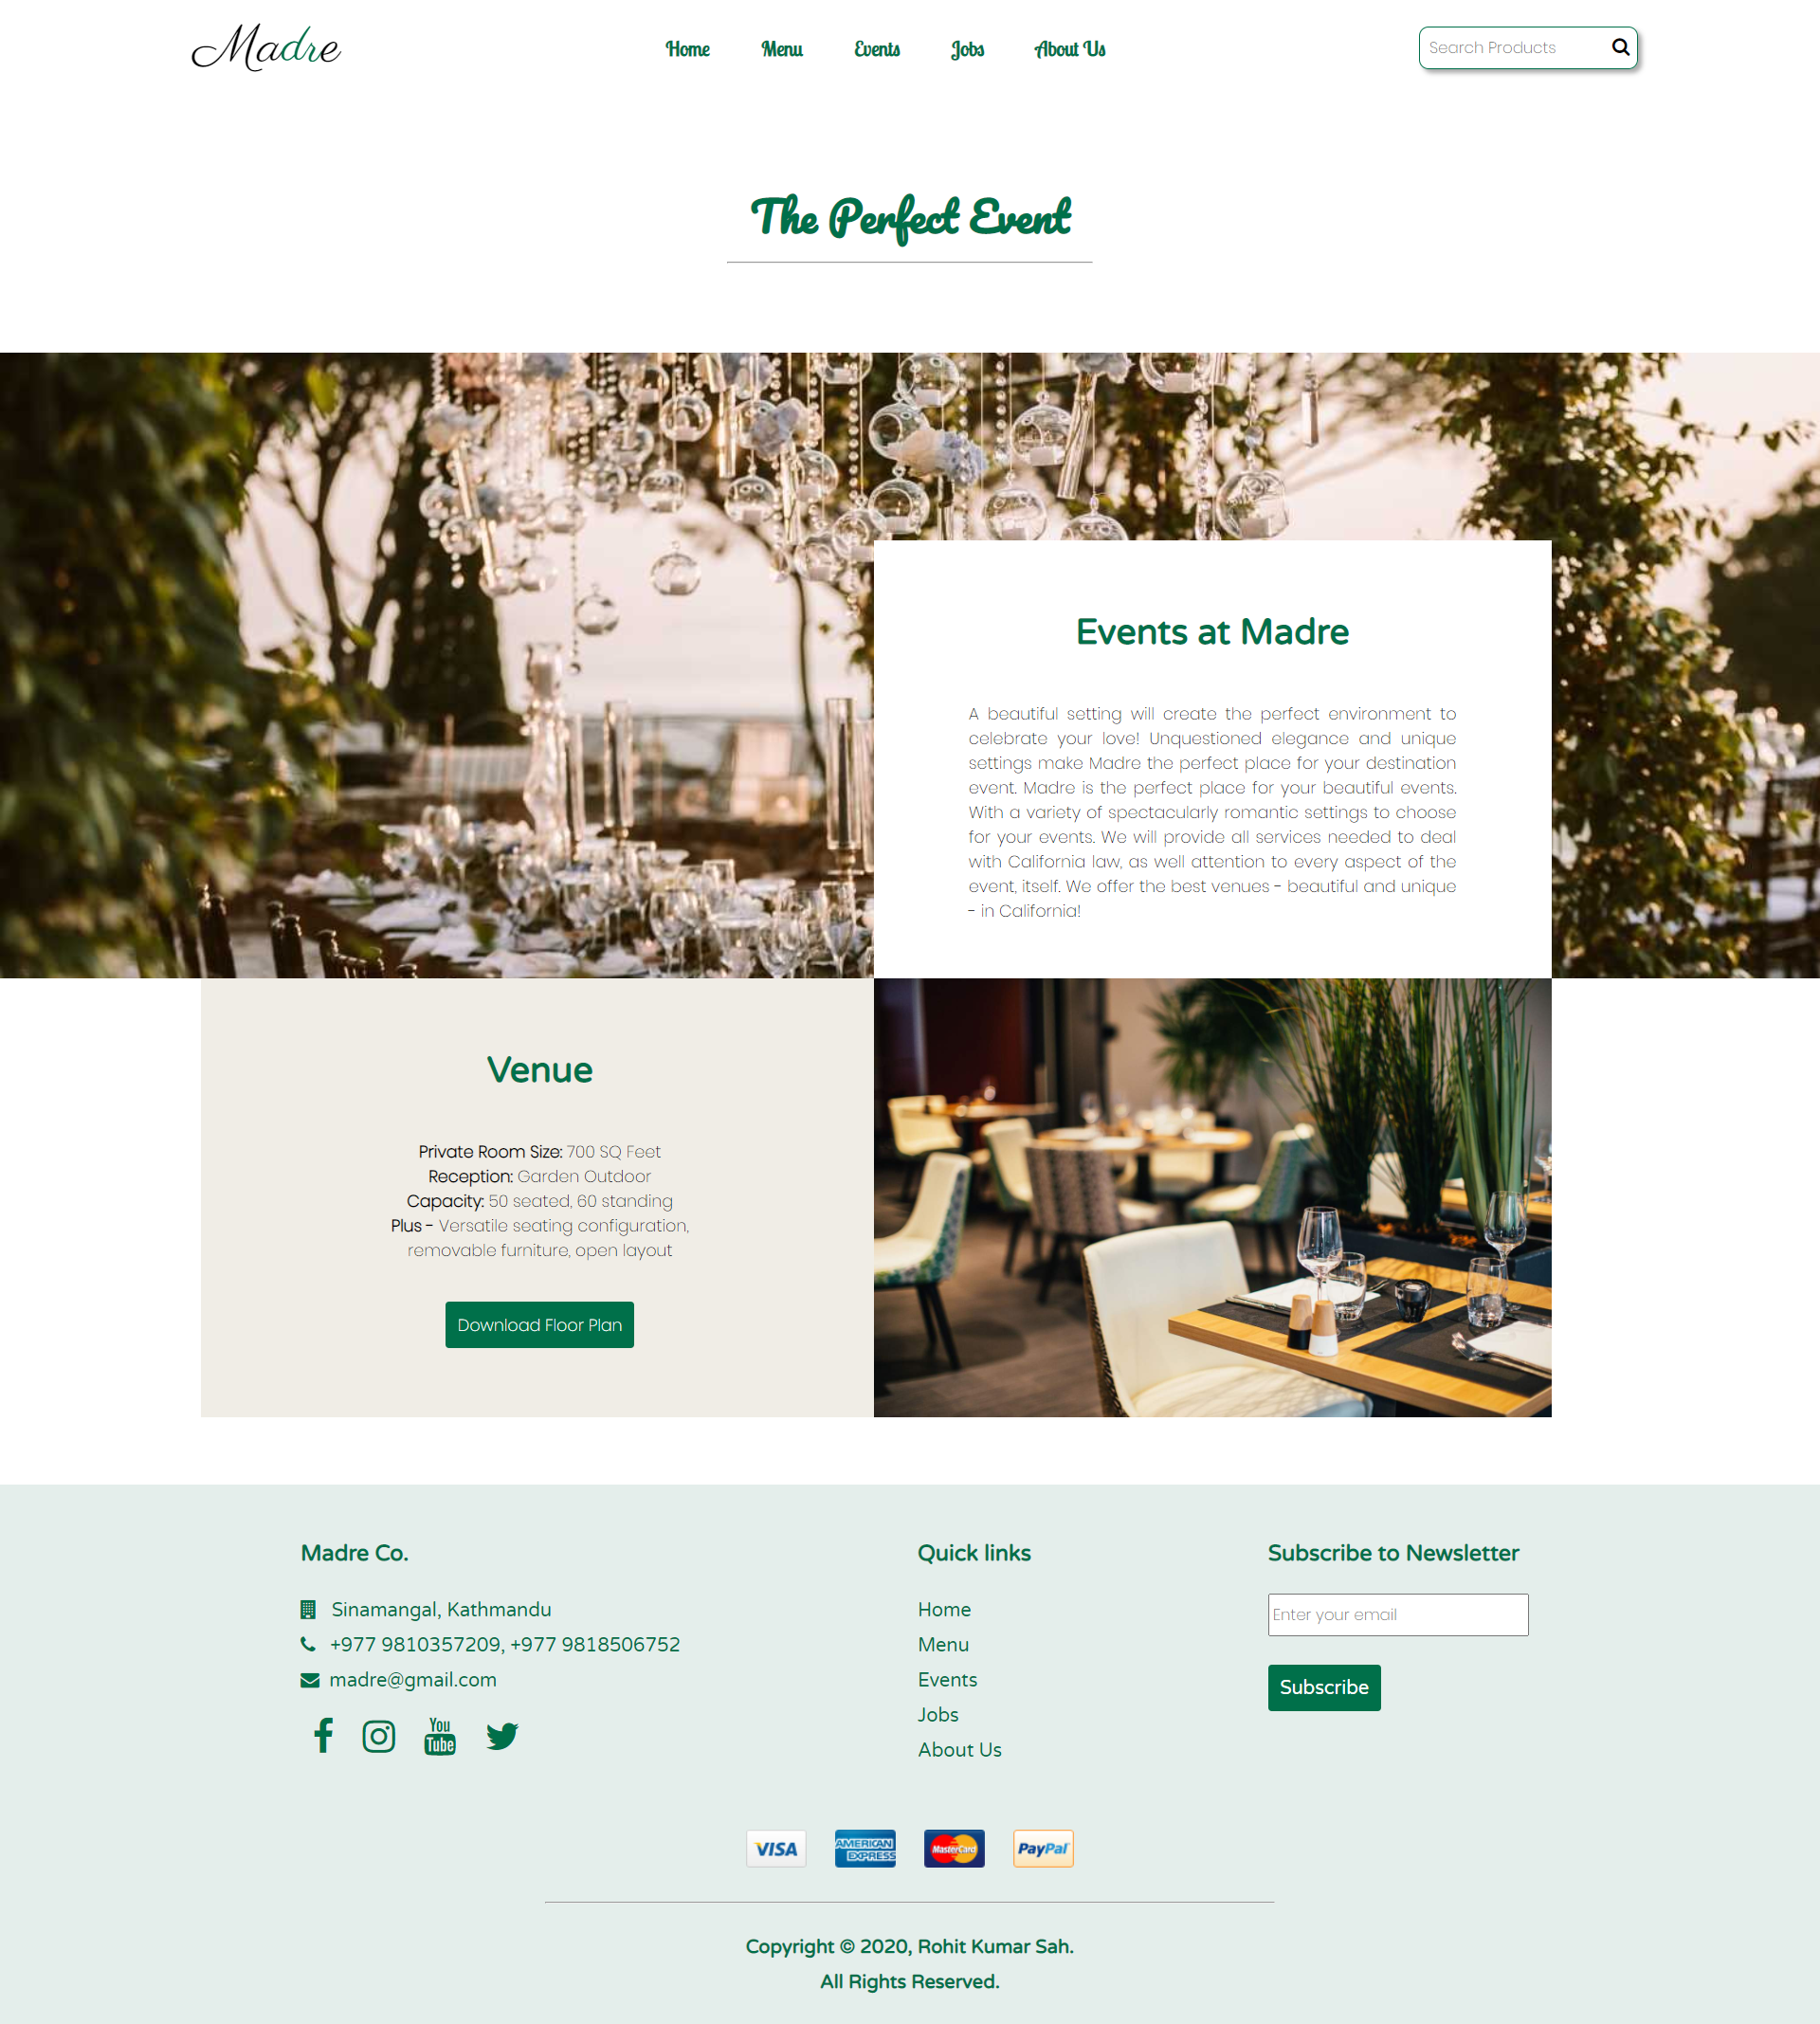 Madre
Home Menu Events Jobs About Us
Search Products
The Perfect Event
Events at Madre
A beautiful setting will create the perfect environment to
celebrate your love! Unquestioned elegance and unique
settings make Madre the perfect place for your destination
event. Madre is the perfect place for your beautiful events.
With a variety of spectacularly romantic settings to choose
for your events. We will provide all services needed to deal
with California law, as well attention to every aspect of the
event, itself. We offer the best venues - beautiful and unique
- in California!
Venue
Private Room Size: 700 SQ Feet
Reception: Garden Outdoor
Capacity: 50 seated, 60 standing
Plus - Versatile seating configuration,
removable furniture, open layout
Download Floor Plan
Madre Co.
Sinamangal, Kathmandu
+977 9810357209, +977 9818506752
madre@gmail.com
You
Tube
Quick links
Home
Menu
Events
Jobs
About Us
Subscribe to Newsletter
Enter your email
Subscribe
VISA
AMERICAN
EXPRESS
MasterCard
PayPal
Copyright © 2020, Rohit Kumar Sah.
All Rights Reserved.